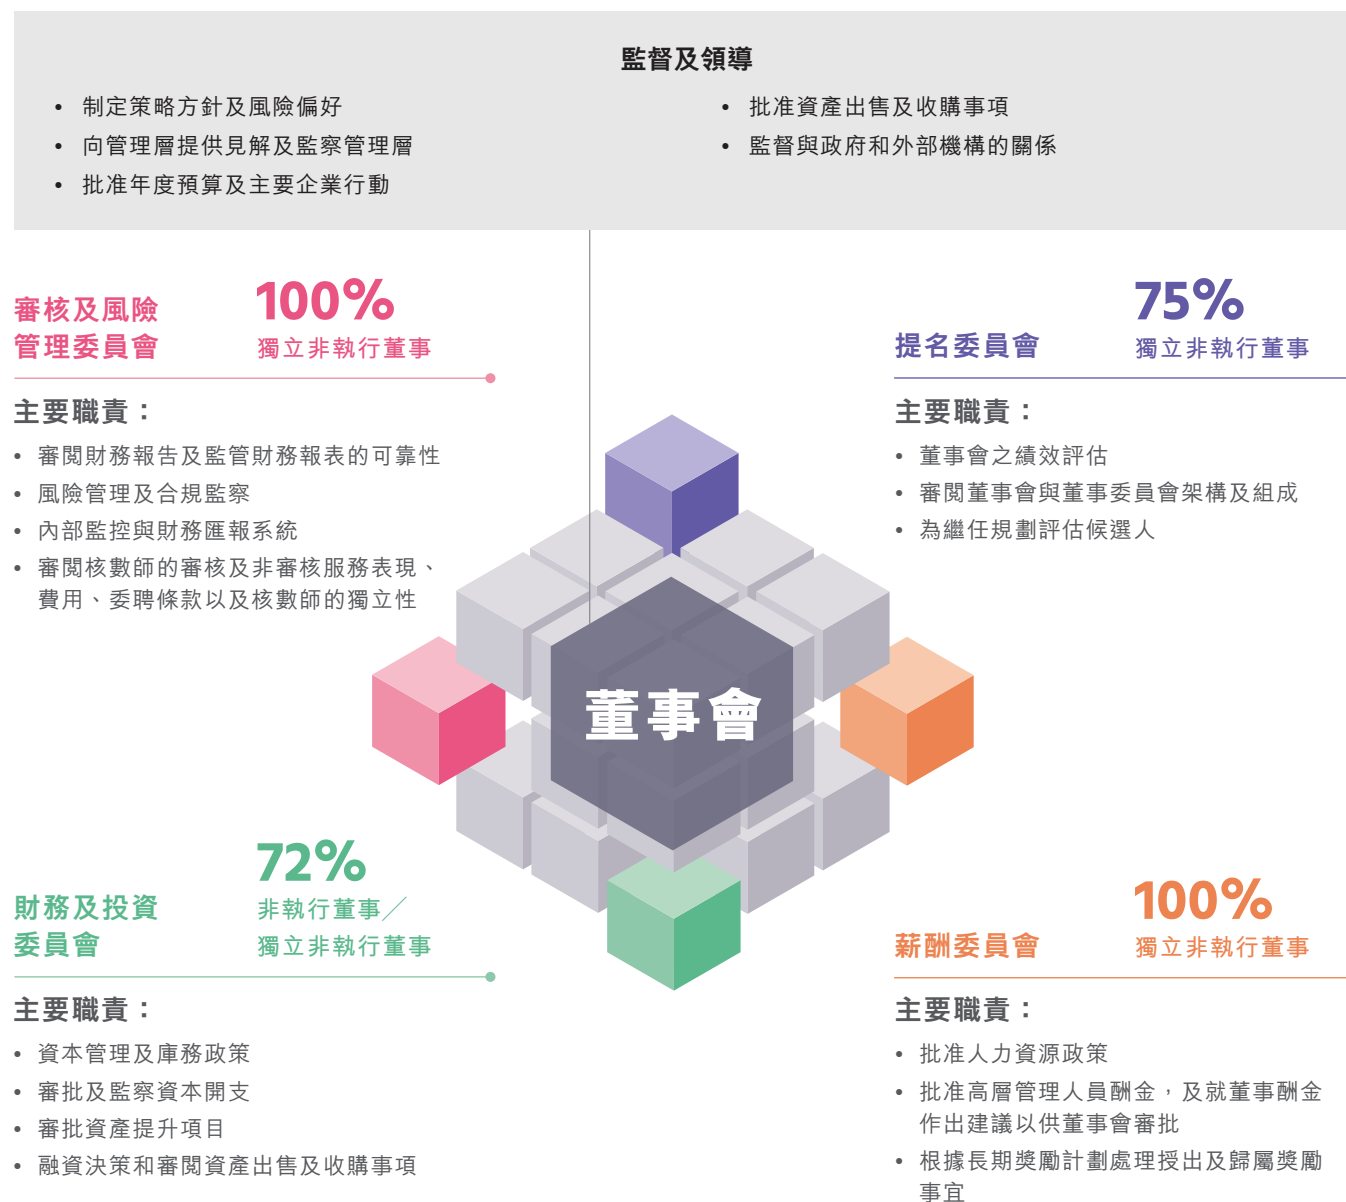 監督及領導
• 制定策略方針及風險偏好
• 向管理層提供見解及監察管理層
• 批准年度預算及主要企業行動
• 批准資產出售及收購事項
• 監督與政府和外部機構的關係
審核及風險
管理委員會
100%
獨立非執行董事
主要職責：
• 審閱財務報告及監管財務報表的可靠性
• 風險管理及合規監察
• 內部監控與財務匯報系統
• 審閱核數師的審核及非審核服務表現、
費用、委聘條款以及核數師的獨立性
提名委員會
75%
獨立非執行董事
主要職責：
• 董事會之績效評估
• 審閱董事會與董事委員會架構及組成
• 為繼任規劃評估候選人
董事會
財務及投資
委員會
72%
非執行董事／
獨立非執行董事
主要職責：
• 資本管理及庫務政策
• 審批及監察資本開支
• 審批資產提升項目
• 融資決策和審閱資產出售及收購事項
薪酬委員會
100%
獨立非執行董事
主要職責：
• 批准人力資源政策
• 批准高層管理人員酬金，及就董事酬金
作出建議以供董事會審批
• 根據長期獎勵計劃處理授出及歸屬獎勵
事宜